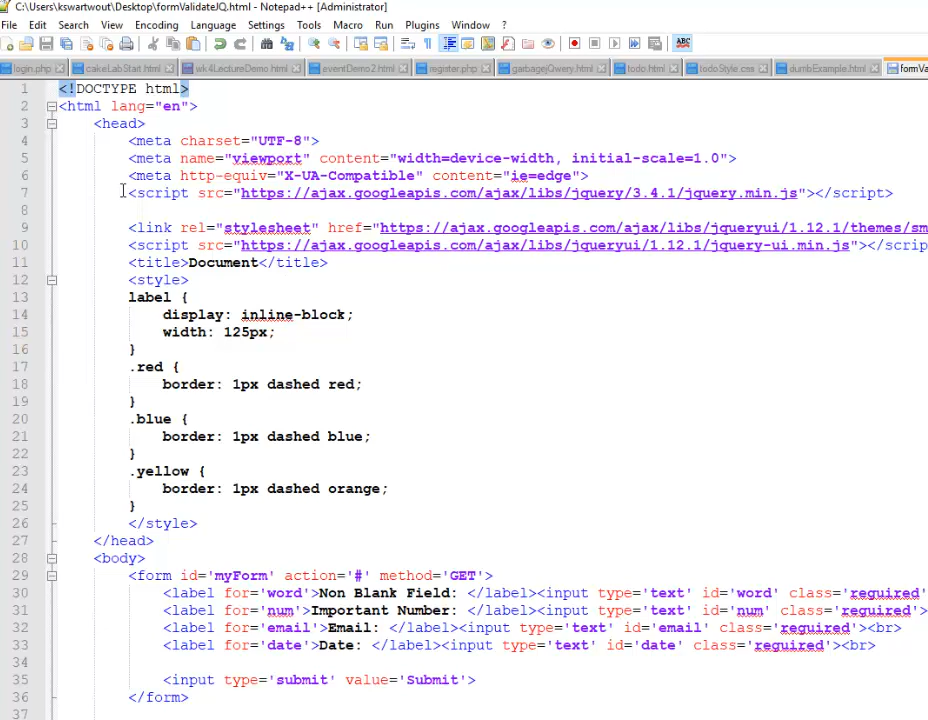 C:\Users\kswartwout\Desktop\formValidateJQ.html - Notepad++ [Administrator]
File Edit Search View Encoding Language Settings Tools Macro Run Plugins Window ?
login.php cakeLabStart.html wk4LectureDemo.html eventDemo2.html register.php garbagejQwery.html todo.html todoStyle.css dumbExample.html formVa
1 <!DOCTYPE html>
2 <html lang="en">
3 <head>
4 <meta charset="UTF-8">
5 <meta name="viewport" content="width=device-width, initial-scale=1.0">
6 <meta http-equiv="X-UA-Compatible" content="ie=edge">
7 <script src="https://ajax.googleapis.com/ajax/libs/jquery/3.4.1/jquery.min.js"></script>
8
9 <link rel="stylesheet" href="https://ajax.googleapis.com/ajax/libs/jqueryui/1.12.1/themes/sm
10 <script src="https://ajax.googleapis.com/ajax/libs/jqueryui/1.12.1/jquery-ui.min.js"></scrip
11 <title>Document</title>
12 <style>
13 label {
14 display: inline-block;
15 width: 125px;
16 }
17 .red {
18 border: 1px dashed red;
19 }
20 .blue {
21 border: 1px dashed blue;
22 }
23 .yellow {
24 border: 1px dashed orange;
25 }
26 </style>
27 </head>
28 <body>
29 <form id='myForm' action='#' method='GET'>
30 <label for='word'>Non Blank Field: </label><input type='text' id='word' class='reguired'
31 <label for='num'>Important Number: </label><input type='text' id='num' class='reguired'
32 <label for='email'>Email: </label><input type='text' id='email' class='reguired'><br>
33 <label for='date'>Date: </label><input type='text' id='date' class='reguired'><br>
34
35 <input type='submit' value='Submit'>
36 </form>
37